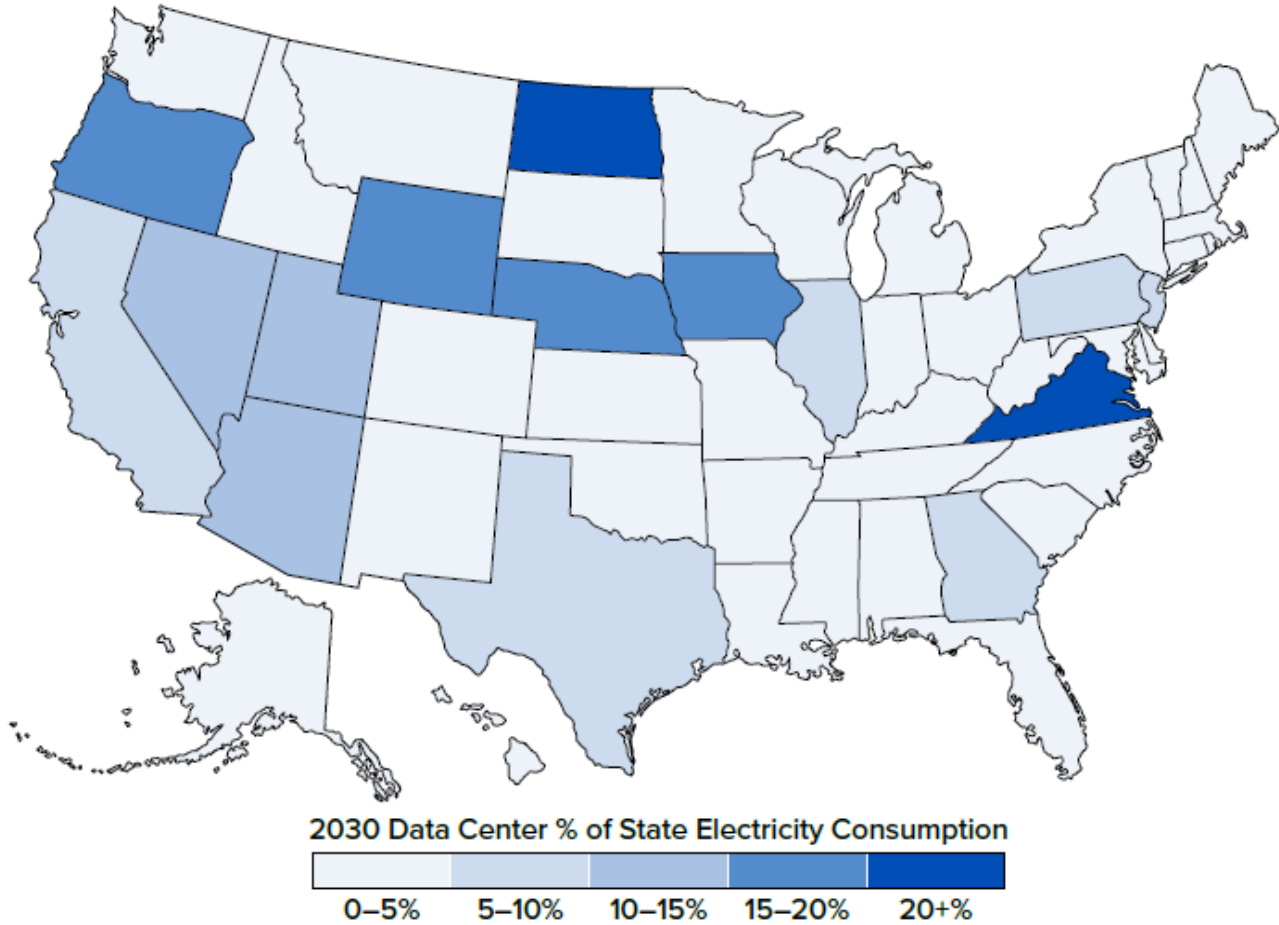 2030 Data Center % of State Electricity Consumption
0–5% 5–10% 10–15% 15–20% 20+%